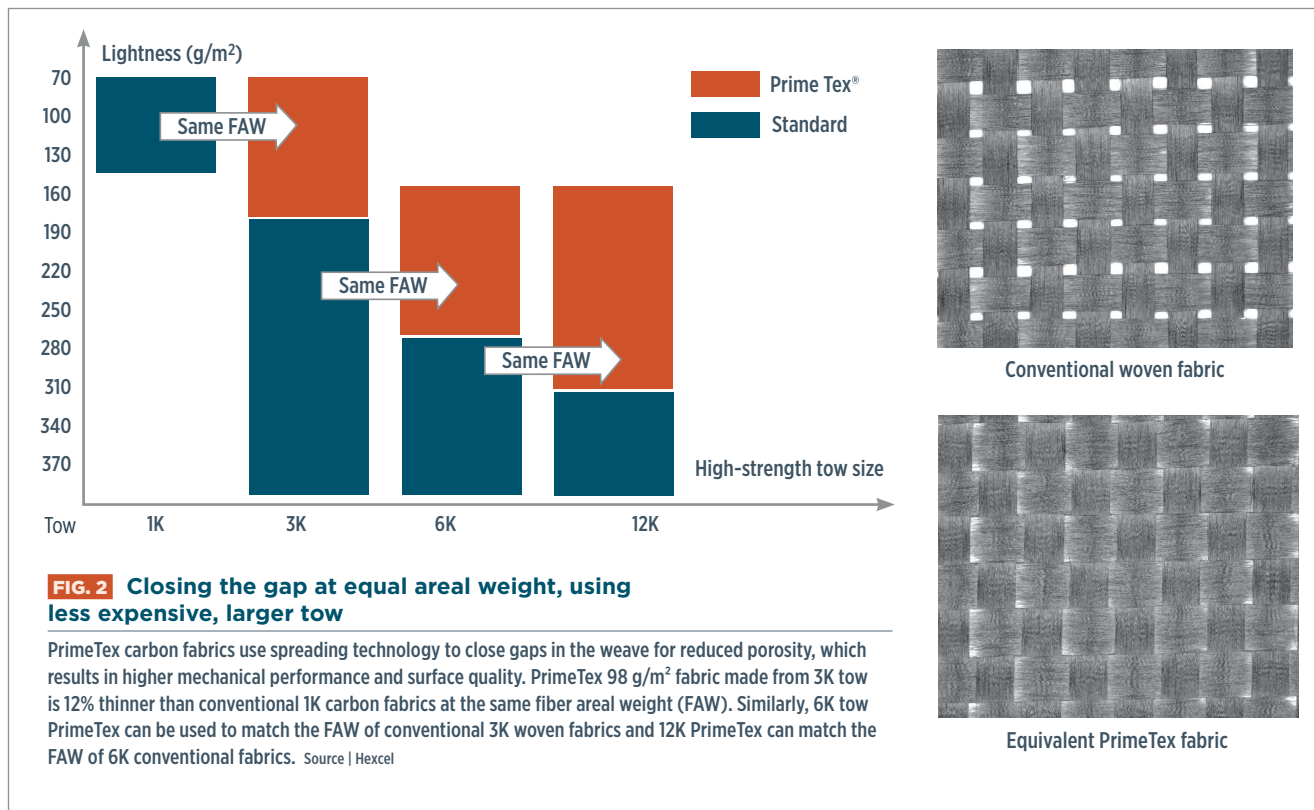 Lightness (g/m²)
70
100
130
160
190
220
250
280
310
340
370
Same FAW
Same FAW
Same FAW
Prime Tex®
Standard
High-strength tow size
Tow
1K
3K
6K
12K
Conventional woven fabric
Equivalent PrimeTex fabric
FIG. 2 Closing the gap at equal areal weight, using
less expensive, larger tow
PrimeTex carbon fabrics use spreading technology to close gaps in the weave for reduced porosity, which
results in higher mechanical performance and surface quality. PrimeTex 98 g/m² fabric made from 3K tow
is 12% thinner than conventional 1K carbon fabrics at the same fiber areal weight (FAW). Similarly, 6K tow
PrimeTex can be used to match the FAW of conventional 3K woven fabrics and 12K PrimeTex can match the
FAW of 6K conventional fabrics. Source | Hexcel